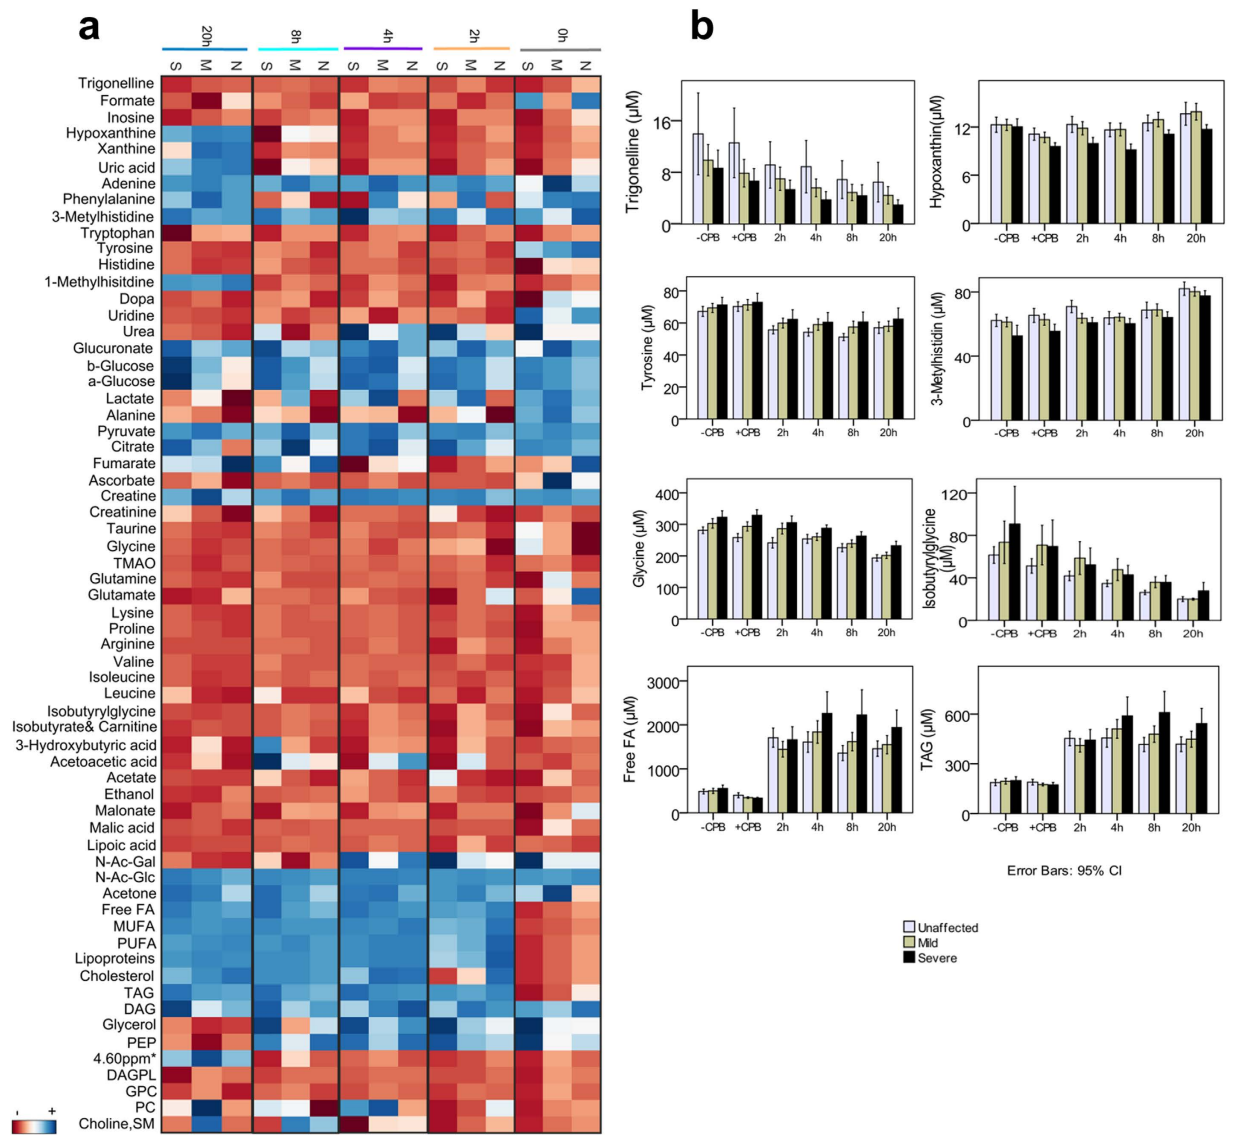 a
20h
8h
4h
2h
0h
S M N S M N S M N S M N S M N
Trigonelline
Formate
Inosine
Hypoxanthine
Xanthine
Uric acid
Adenine
Phenylalanine
3-Metylhistidine
Tryptophan
Tyrosine
Histidine
1-Methylhisitdine
Dopa
Uridine
Urea
Glucuronate
b-Glucose
a-Glucose
Lactate
Alanine
Pyruvate
Citrate
Fumarate
Ascorbate
Creatine
Creatinine
Taurine
Glycine
TMAO
Glutamine
Glutamate
Lysine
Proline
Arginine
Valine
Isoleucine
Leucine
Isobutyrylglycine
Isobutyrate& Carnitine
3-Hydroxybutyric acid
Acetoacetic acid
Acetate
Ethanol
Malonate
Malic acid
Lipoic acid
N-Ac-Gal
N-Ac-Glc
Acetone
Free FA
MUFA
PUFA
Lipoproteins
Cholesterol
TAG
DAG
Glycerol
PEP
4.60ppm*
DAGPL
GPC
PC
Choline,SM
- +
b
Trigonelline (µM)
16
8
0
-CPB +CPB 2h 4h 8h 20h
Hypoxanthin(µM)
12
6
0
-CPB +CPB 2h 4h 8h 20h
Tyrosine (µM)
80
60
40
20
0
-CPB +CPB 2h 4h 8h 20h
3-Metylhistidin (µM)
80
40
0
-CPB +CPB 2h 4h 8h 20h
Glycine (µM)
400
300
200
100
0
-CPB +CPB 2h 4h 8h 20h
Isobutyrylglycine
(µM)
120
80
40
0
-CPB +CPB 2h 4h 8h 20h
Free FA (µM)
3000
2000
1000
0
-CPB +CPB 2h 4h 8h 20h
TAG (µM)
600
300
0
-CPB +CPB 2h 4h 8h 20h
Error Bars: 95% CI
Unaffected
Mild
Severe